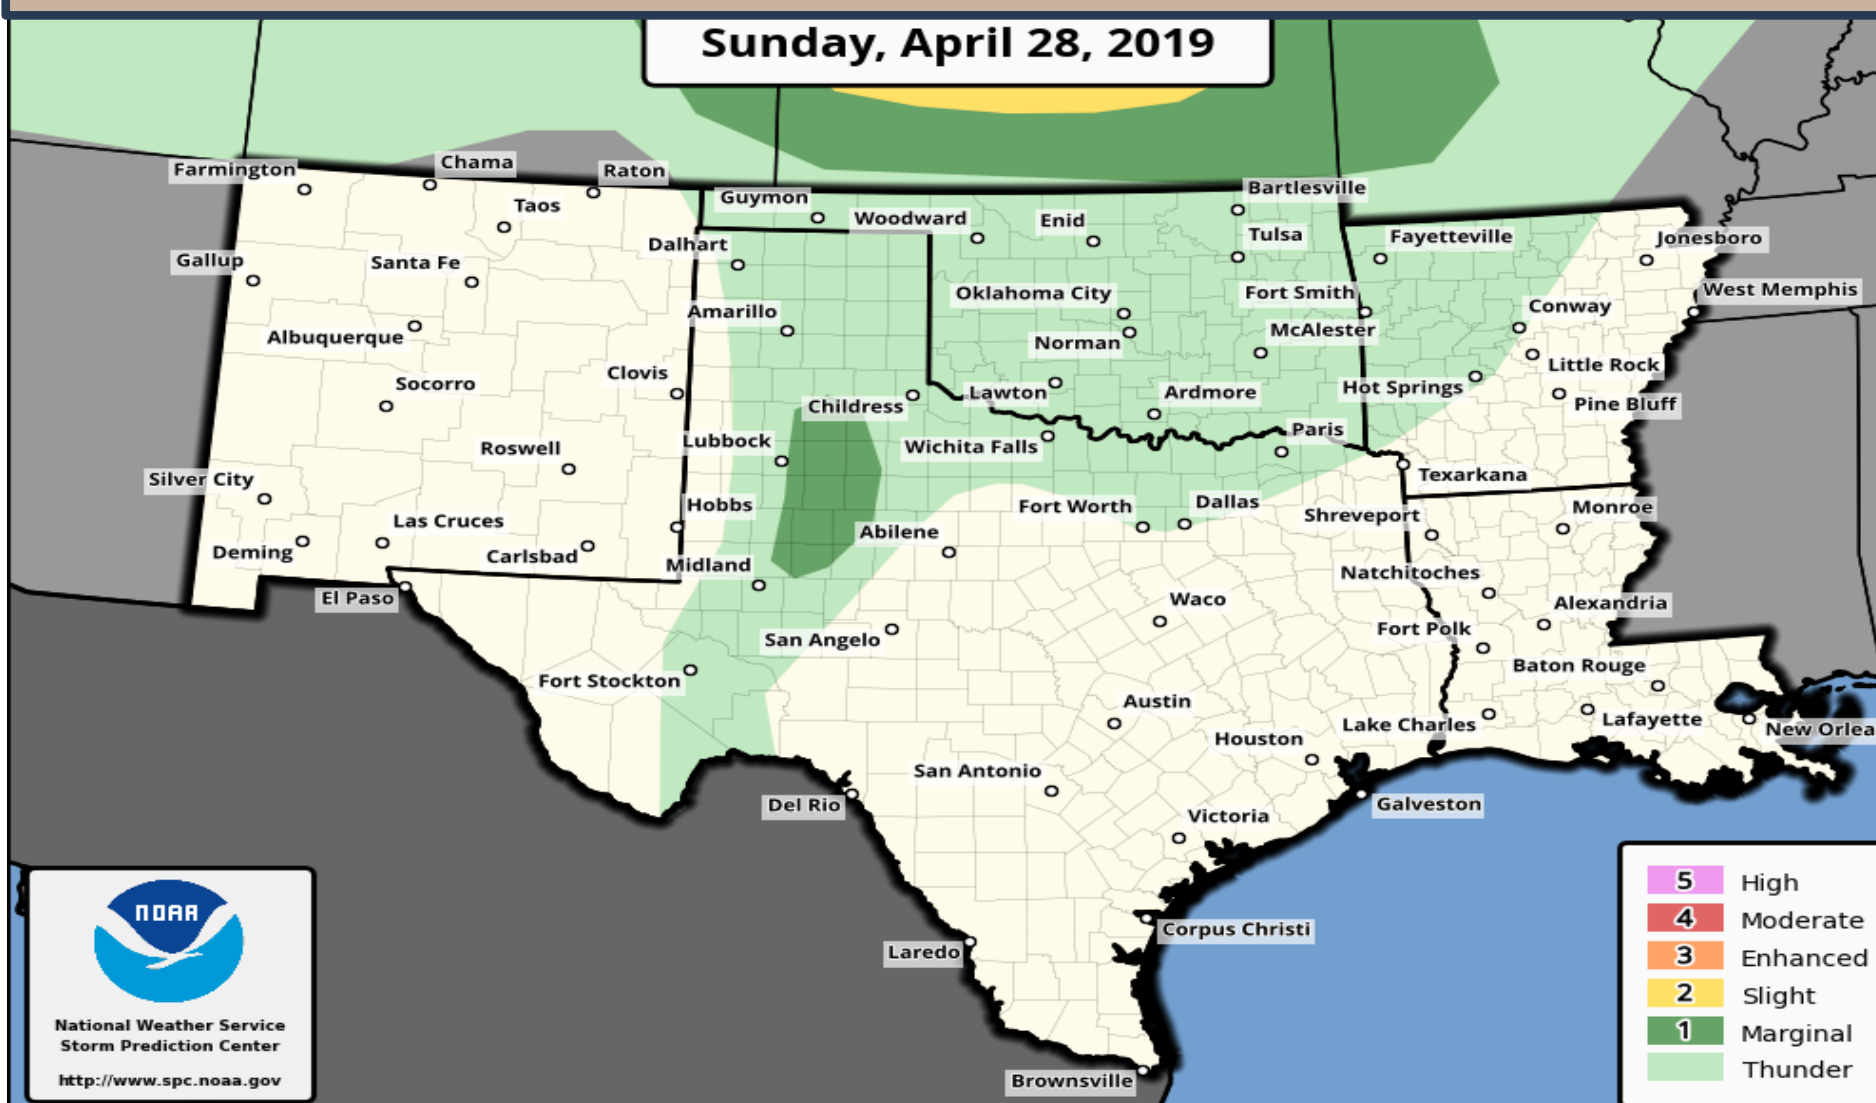 Sunday, April 28, 2019
Farmington
Chama
Raton
Taos
Guymon
Woodward
Enid
Bartlesville
Tulsa
Fayetteville
Jonesboro
Gallup
Santa Fe
Dalhart
Amarillo
Oklahoma City
Fort Smith
Conway
West Memphis
Albuquerque
Norman
McAlester
Little Rock
Socorro
Clovis
Childress
Lawton
Ardmore
Hot Springs
Pine Bluff
Roswell
Lubbock
Wichita Falls
Paris
Texarkana
Silver City
Las Cruces
Hobbs
Fort Worth
Dallas
Shreveport
Monroe
Deming
Carlsbad
Midland
Abilene
Natchitoches
El Paso
Waco
Alexandria
San Angelo
Fort Polk
Baton Rouge
Fort Stockton
Austin
Lake Charles
Lafayette
New Orlea
Houston
San Antonio
Del Rio
Victoria
Galveston
Corpus Christi
Laredo
Brownsville
NOAA
National Weather Service
Storm Prediction Center
http://www.spc.noaa.gov
5 High
4 Moderate
3 Enhanced
2 Slight
1 Marginal
Thunder